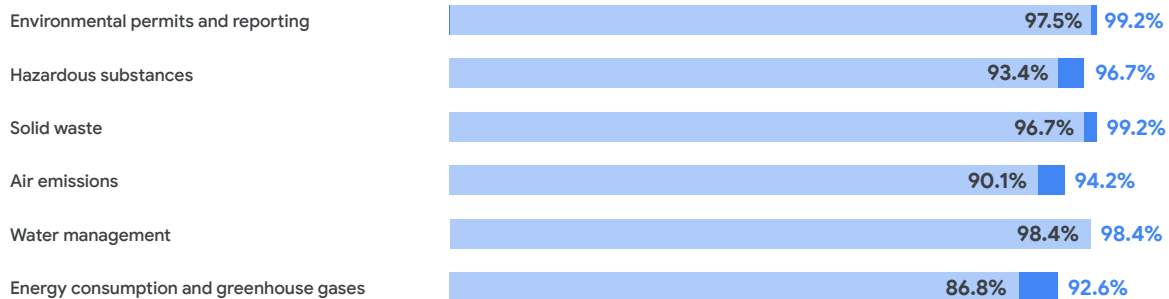 Environmental permits and reporting 97.5% 99.2%
Hazardous substances 93.4% 96.7%
Solid waste 96.7% 99.2%
Air emissions 90.1% 94.2%
Water management 98.4% 98.4%
Energy consumption and greenhouse gases 86.8% 92.6%